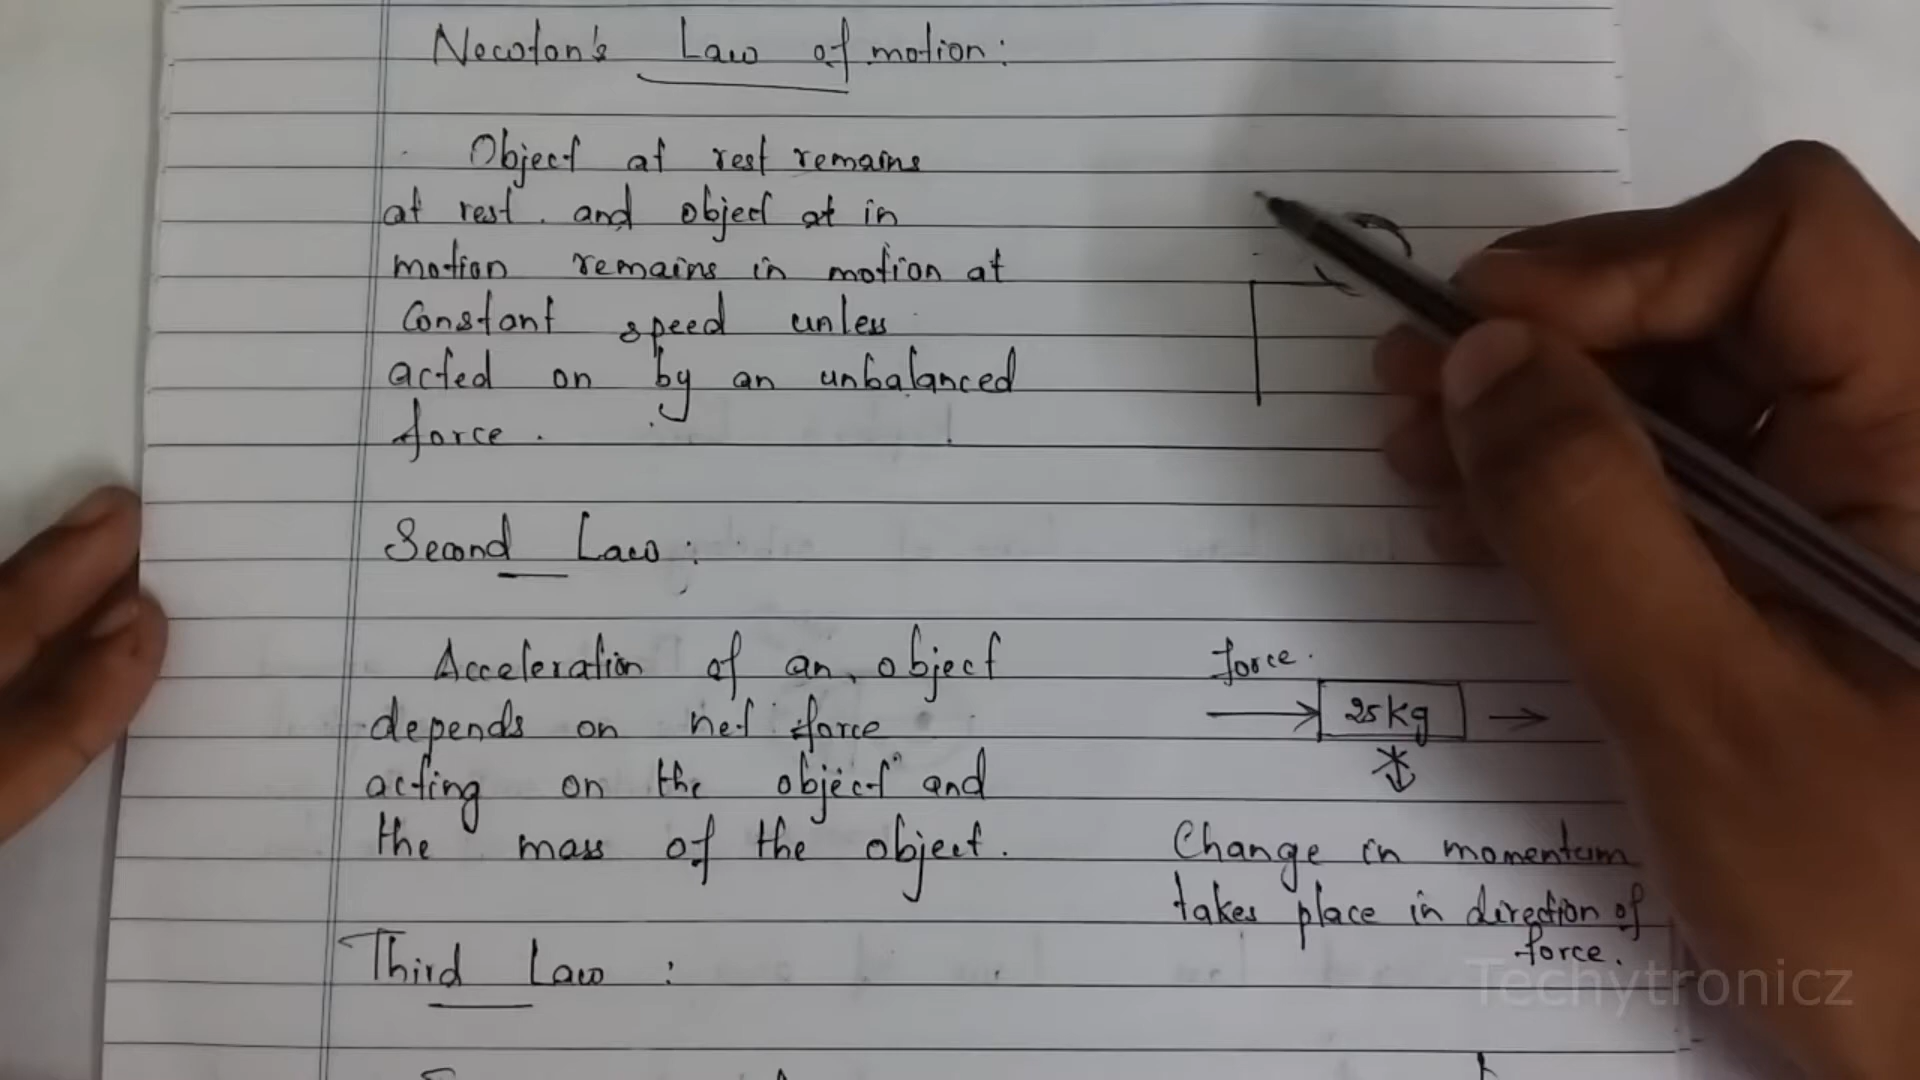 Newton's Law of motion:
Object at rest remains
at rest. and object at in
motion remains in motion at
Constant speed unless
acted on by an unbalanced
force.
Second Law:
Acceleration of an object
depends on net force
acting on the object and
the mass of the object.
force.
25kg
Change in momentum
takes place in direction of
force.
Third Law :
Techytronicz